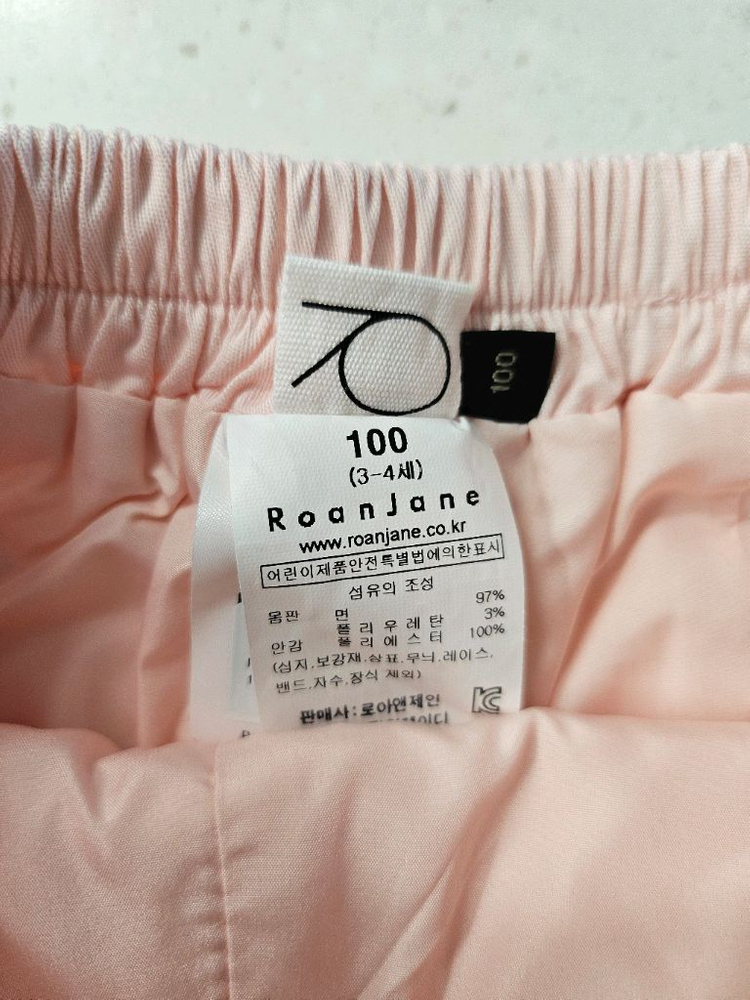 100
100
(3-4세)
RoanJane
www.roanjane.co.kr
어린이제품안전특별법에의한표시
섬유의 조성
몸판 면 97%
폴리우레탄 3%
안감 폴리에스터 100%
(심지,보강재,상표,무늬,레이스,
밴드,자수,장식 제외)
판매사:로아앤제인